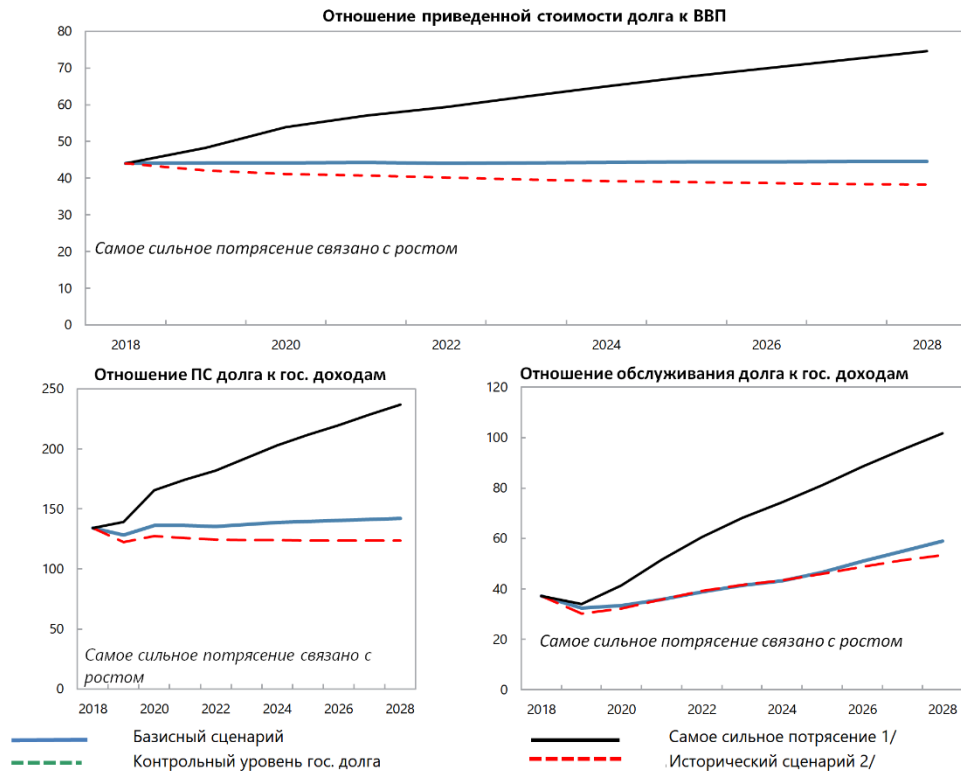 Отношение приведенной стоимости долга к ВВП
80
70
60
50
40
30
20
10
0
Самое сильное потрясение связано с ростом
2018 2020 2022 2024 2026 2028
Отношение ПС долга к гос. доходам
250
200
150
100
50
0
Самое сильное потрясение связано с
ростом
2018 2020 2022 2024 2026 2028
Отношение обслуживания долга к гос. доходам
120
100
80
60
40
20
0
Самое сильное потрясение связано с ростом
2018 2020 2022 2024 2026 2028
Базисный сценарий
Контрольный уровень гос. долга
Самое сильное потрясение 1/
Исторический сценарий 2/